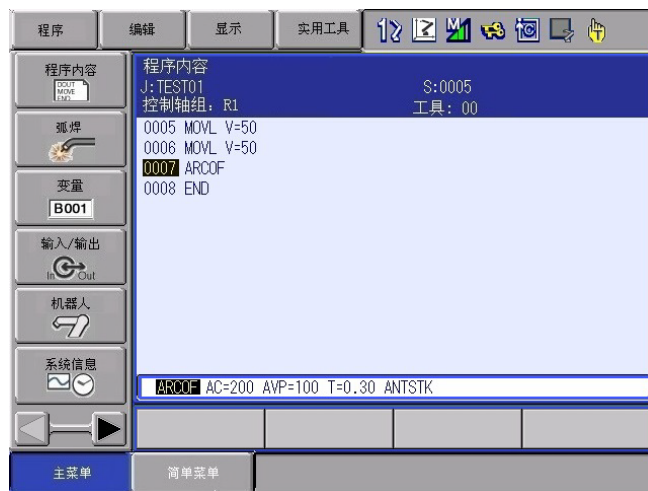 程序 编辑 显示 实用工具
程序内容
DOUT
MOVE
END
弧焊
变量
B001
输入/输出
In Out
机器人
系统信息
程序内容
J:TEST01 S:0005
控制轴组: R1 工具: 00
0005 MOVL V=50
0006 MOVL V=50
0007 ARCOF
0008 END
ARCOF AC=200 AVP=100 T=0.30 ANTSTK
主菜单 简单菜单